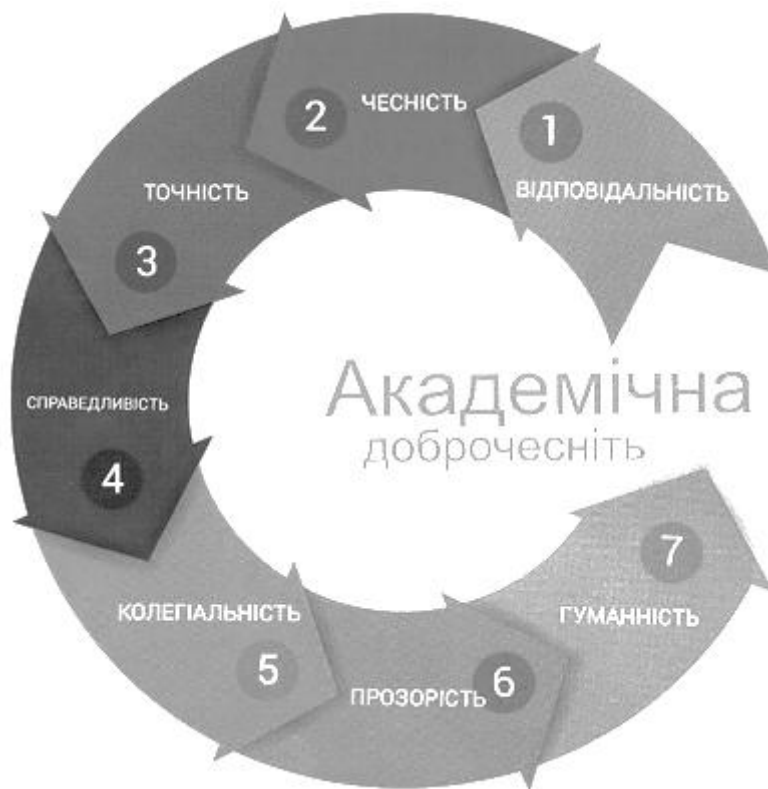 1
ВІДПОВІДАЛЬНІСТЬ
2
ЧЕСНІСТЬ
ТОЧНІСТЬ
3
СПРАВЕДЛИВІСТЬ
4
КОЛЕГІАЛЬНІСТЬ
5
ПРОЗОРІСТЬ
6
7
ГУМАННІСТЬ
Академічна
доброчесніть